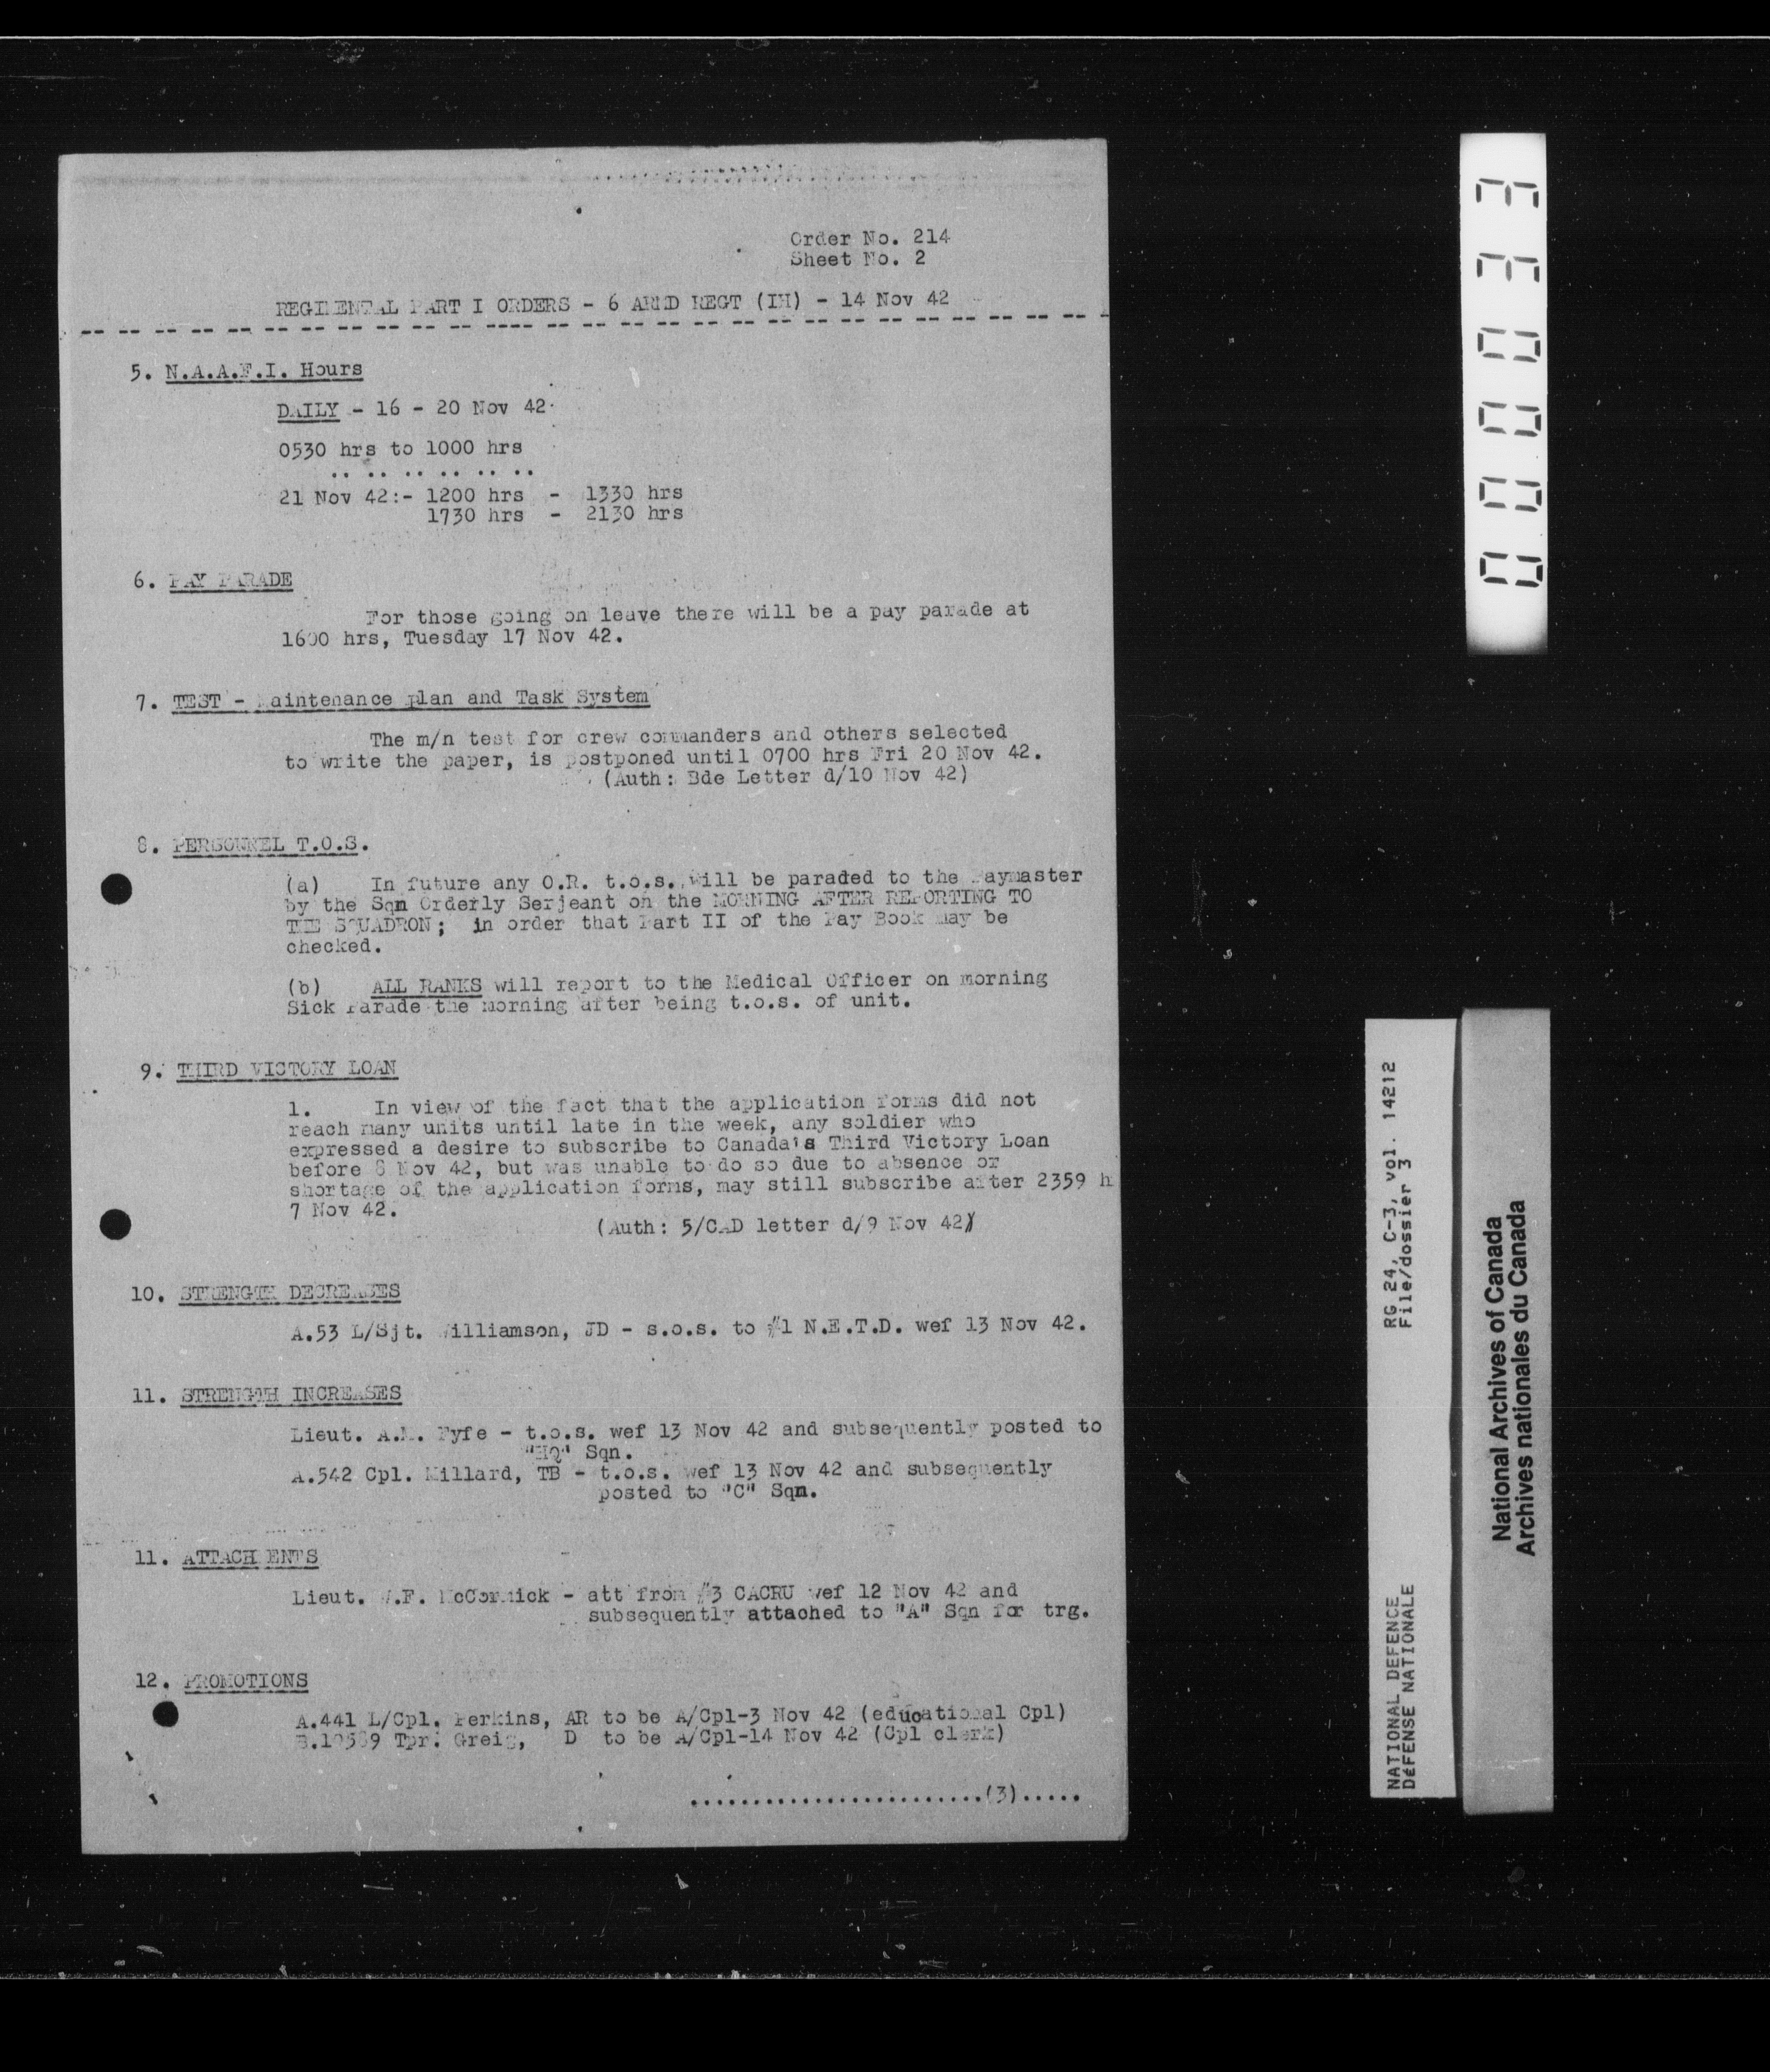 Order No. 214
Sheet No. 2
REGIMENTAL PART I ORDERS - 6 ARMD REGT (IH) - 14 Nov 42
5. N.A.A.F.I. Hours
DAILY - 16 - 20 Nov 42
0530 hrs to 1000 hrs
21 Nov 42:- 1200 hrs - 1330 hrs
1730 hrs - 2130 hrs
6. PAY PARADE
For those going on leave there will be a pay parade at
1600 hrs, Tuesday 17 Nov 42.
7. TEST - Maintenance plan and Task System
The m/n test for crew commanders and others selected
to write the paper, is postponed until 0700 hrs Fri 20 Nov 42.
(Auth: Bde Letter d/10 Nov 42)
8. PERSONNEL T.O.S.
(a) In future any O.R. t.o.s. will be paraded to the Paymaster
by the Sqn Orderly Serjeant on the MORNING AFTER REPORTING TO
THE SQUADRON; in order that Part II of the Pay Book may be
checked.
(b) ALL RANKS will report to the Medical Officer on morning
Sick Parade the morning after being t.o.s. of unit.
9. THIRD VICTORY LOAN
1. In view of the fact that the application forms did not
reach many units until late in the week, any soldier who
expressed a desire to subscribe to Canada's Third Victory Loan
before 8 Nov 42, but was unable to do so due to absence or
shortage of the application forms, may still subscribe after 2359 h
7 Nov 42.
(Auth: 5/CAD letter d/9 Nov 42)
10. STRENGTH DECREASES
A.53 L/Sjt. Williamson, JD - s.o.s. to #1 N.E.T.D. wef 13 Nov 42.
11. STRENGTH INCREASES
Lieut. A.M. Fyfe - t.o.s. wef 13 Nov 42 and subsequently posted to
"HQ" Sqn.
A.542 Cpl. Millard, TB - t.o.s. wef 13 Nov 42 and subsequently
posted to "C" Sqn.
11. ATTACHMENTS
Lieut. W.F. McCormick - att from #3 CACRU wef 12 Nov 42 and
subsequently attached to "A" Sqn for trg.
12. PROMOTIONS
A.441 L/Cpl. Perkins, AR to be A/Cpl-3 Nov 42 (educational Cpl)
Tpr. Greig, D to be A/Cpl-14 Nov 42 (Cpl clerk)
........................(3).....
000033
RG 24, C-3, vol. 14212
File/dossier 3
NATIONAL DEFENCE
DéFENSE NATIONALE
National Archives of Canada
Archives nationales du Canada